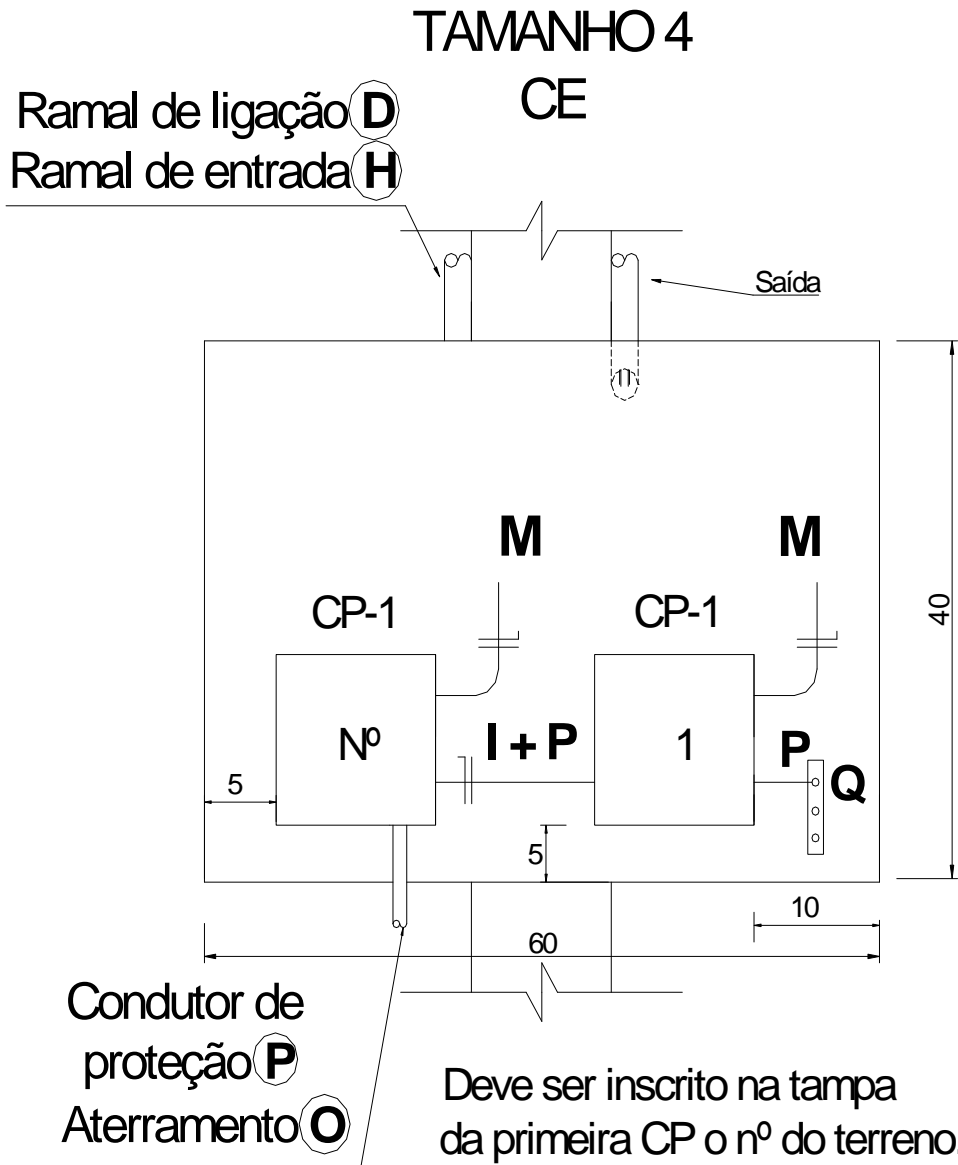 TAMANHO 4
CE
Ramal de ligação D
Ramal de entrada H
Saída
M M
CP-1 CP-1
40
Nº I + P 1 P Q
5
5
10
60
Condutor de
proteção P
Aterramento O
Deve ser inscrito na tampa
da primeira CP o nº do terreno.